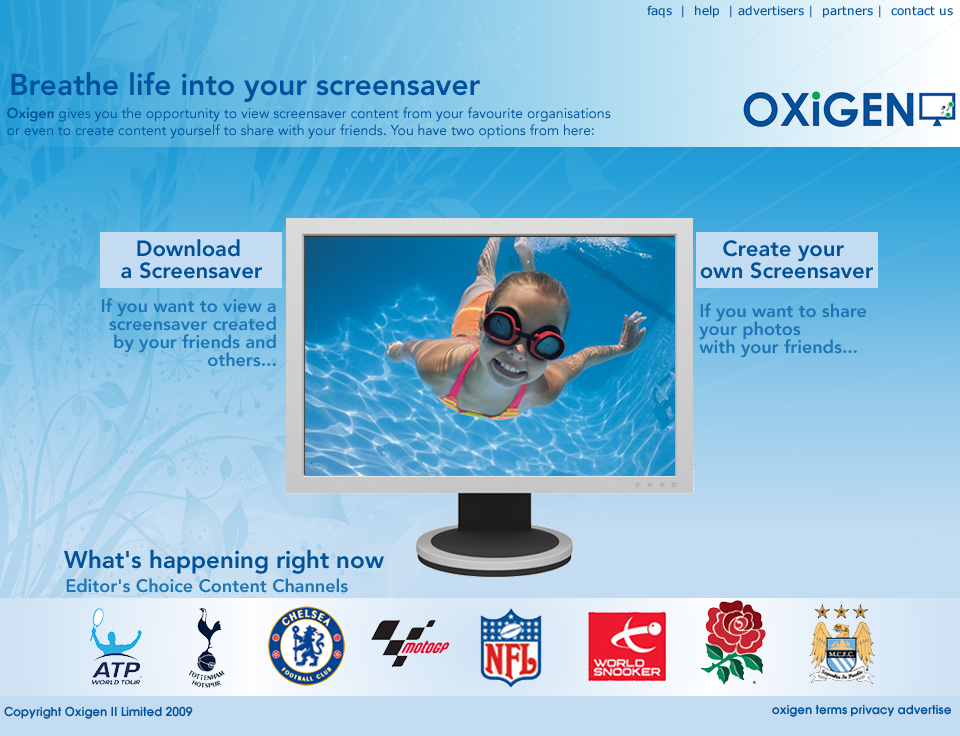 faqs | help | advertisers | partners | contact us
Breathe life into your screensaver
Oxigen gives you the opportunity to view screensaver content from your favourite organisations
or even to create content yourself to share with your friends. You have two options from here:
OXiGEN
Download
a Screensaver
If you want to view a
screensaver created
by your friends and
others...
Create your
own Screensaver
If you want to share
your photos
with your friends...
What's happening right now
Editor's Choice Content Channels
ATP
WORLD TOUR
TOTTENHAM
HOTSPUR
CHELSEA
FOOTBALL CLUB
motoGP
NFL
WORLD
SNOOKER
M.C.F.C.
Copyright Oxigen II Limited 2009
oxigen terms privacy advertise